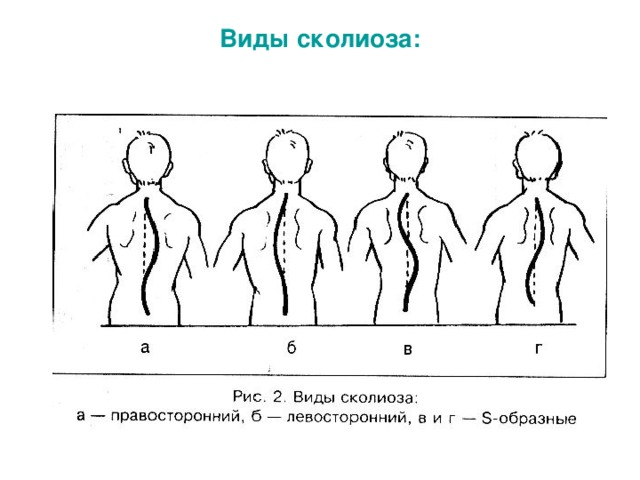 Виды сколиоза:
а б в г
Рис. 2. Виды сколиоза:
а — правосторонний, б — левосторонний, в и г — S-образные